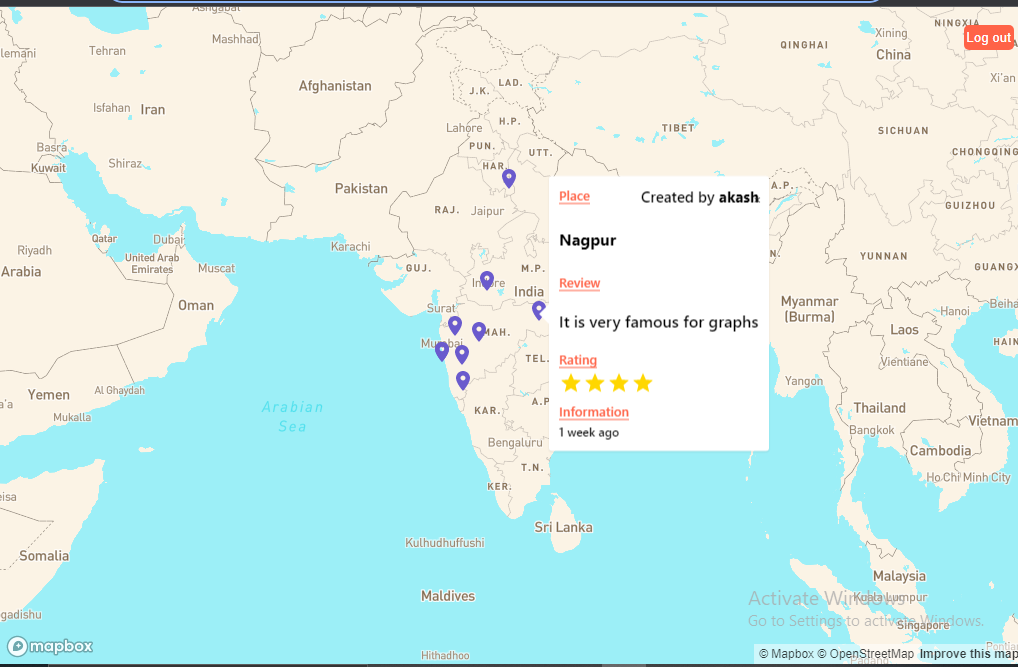 Ashgabat
NINGXIA
Mashhad
Xining
Log out
Tehran
QINGHAI
China
Xi'an
LAD.
Afghanistan
J.K.
Isfahan
Iran
H.P.
Lahore
TIBET
SICHUAN
Basra
PUN.
UTT.
CHONGQING
Kuwait
Shiraz
HAR.
Pakistan
Place
Created by akash
A.P.
GUIZHOU
RAJ.
Jaipur
Qatar
Dubai
Nagpur
Riyadh
Karachi
YUNNAN
United Arab
Emirates
Muscat
GUJ.
M.P.
GUANGX
Arabia
Review
India
Oman
Surat
It is very famous for graphs
Myanmar
(Burma)
Beiha
Hanoi
MAH.
Laos
HAIN
TEL.
Rating
Vientiane
Yemen
Al Ghaydah
Yangon
Arabian
Sea
KAR.
A.P
Information
Thailand
Mukalla
1 week ago
Bangkok
Vietnam
Bengaluru
Cambodia
T.N.
Ho Chi Minh City
KER.
Sri Lanka
Kulhudhuffushi
Somalia
Malaysia
Maldives
Activate Windows
Kuala Lumpur
Go to Settings to activate Windows.
Singapore
gadishu
mapbox
Hithadhoo
© Mapbox © OpenStreetMap Improve this map
Padang